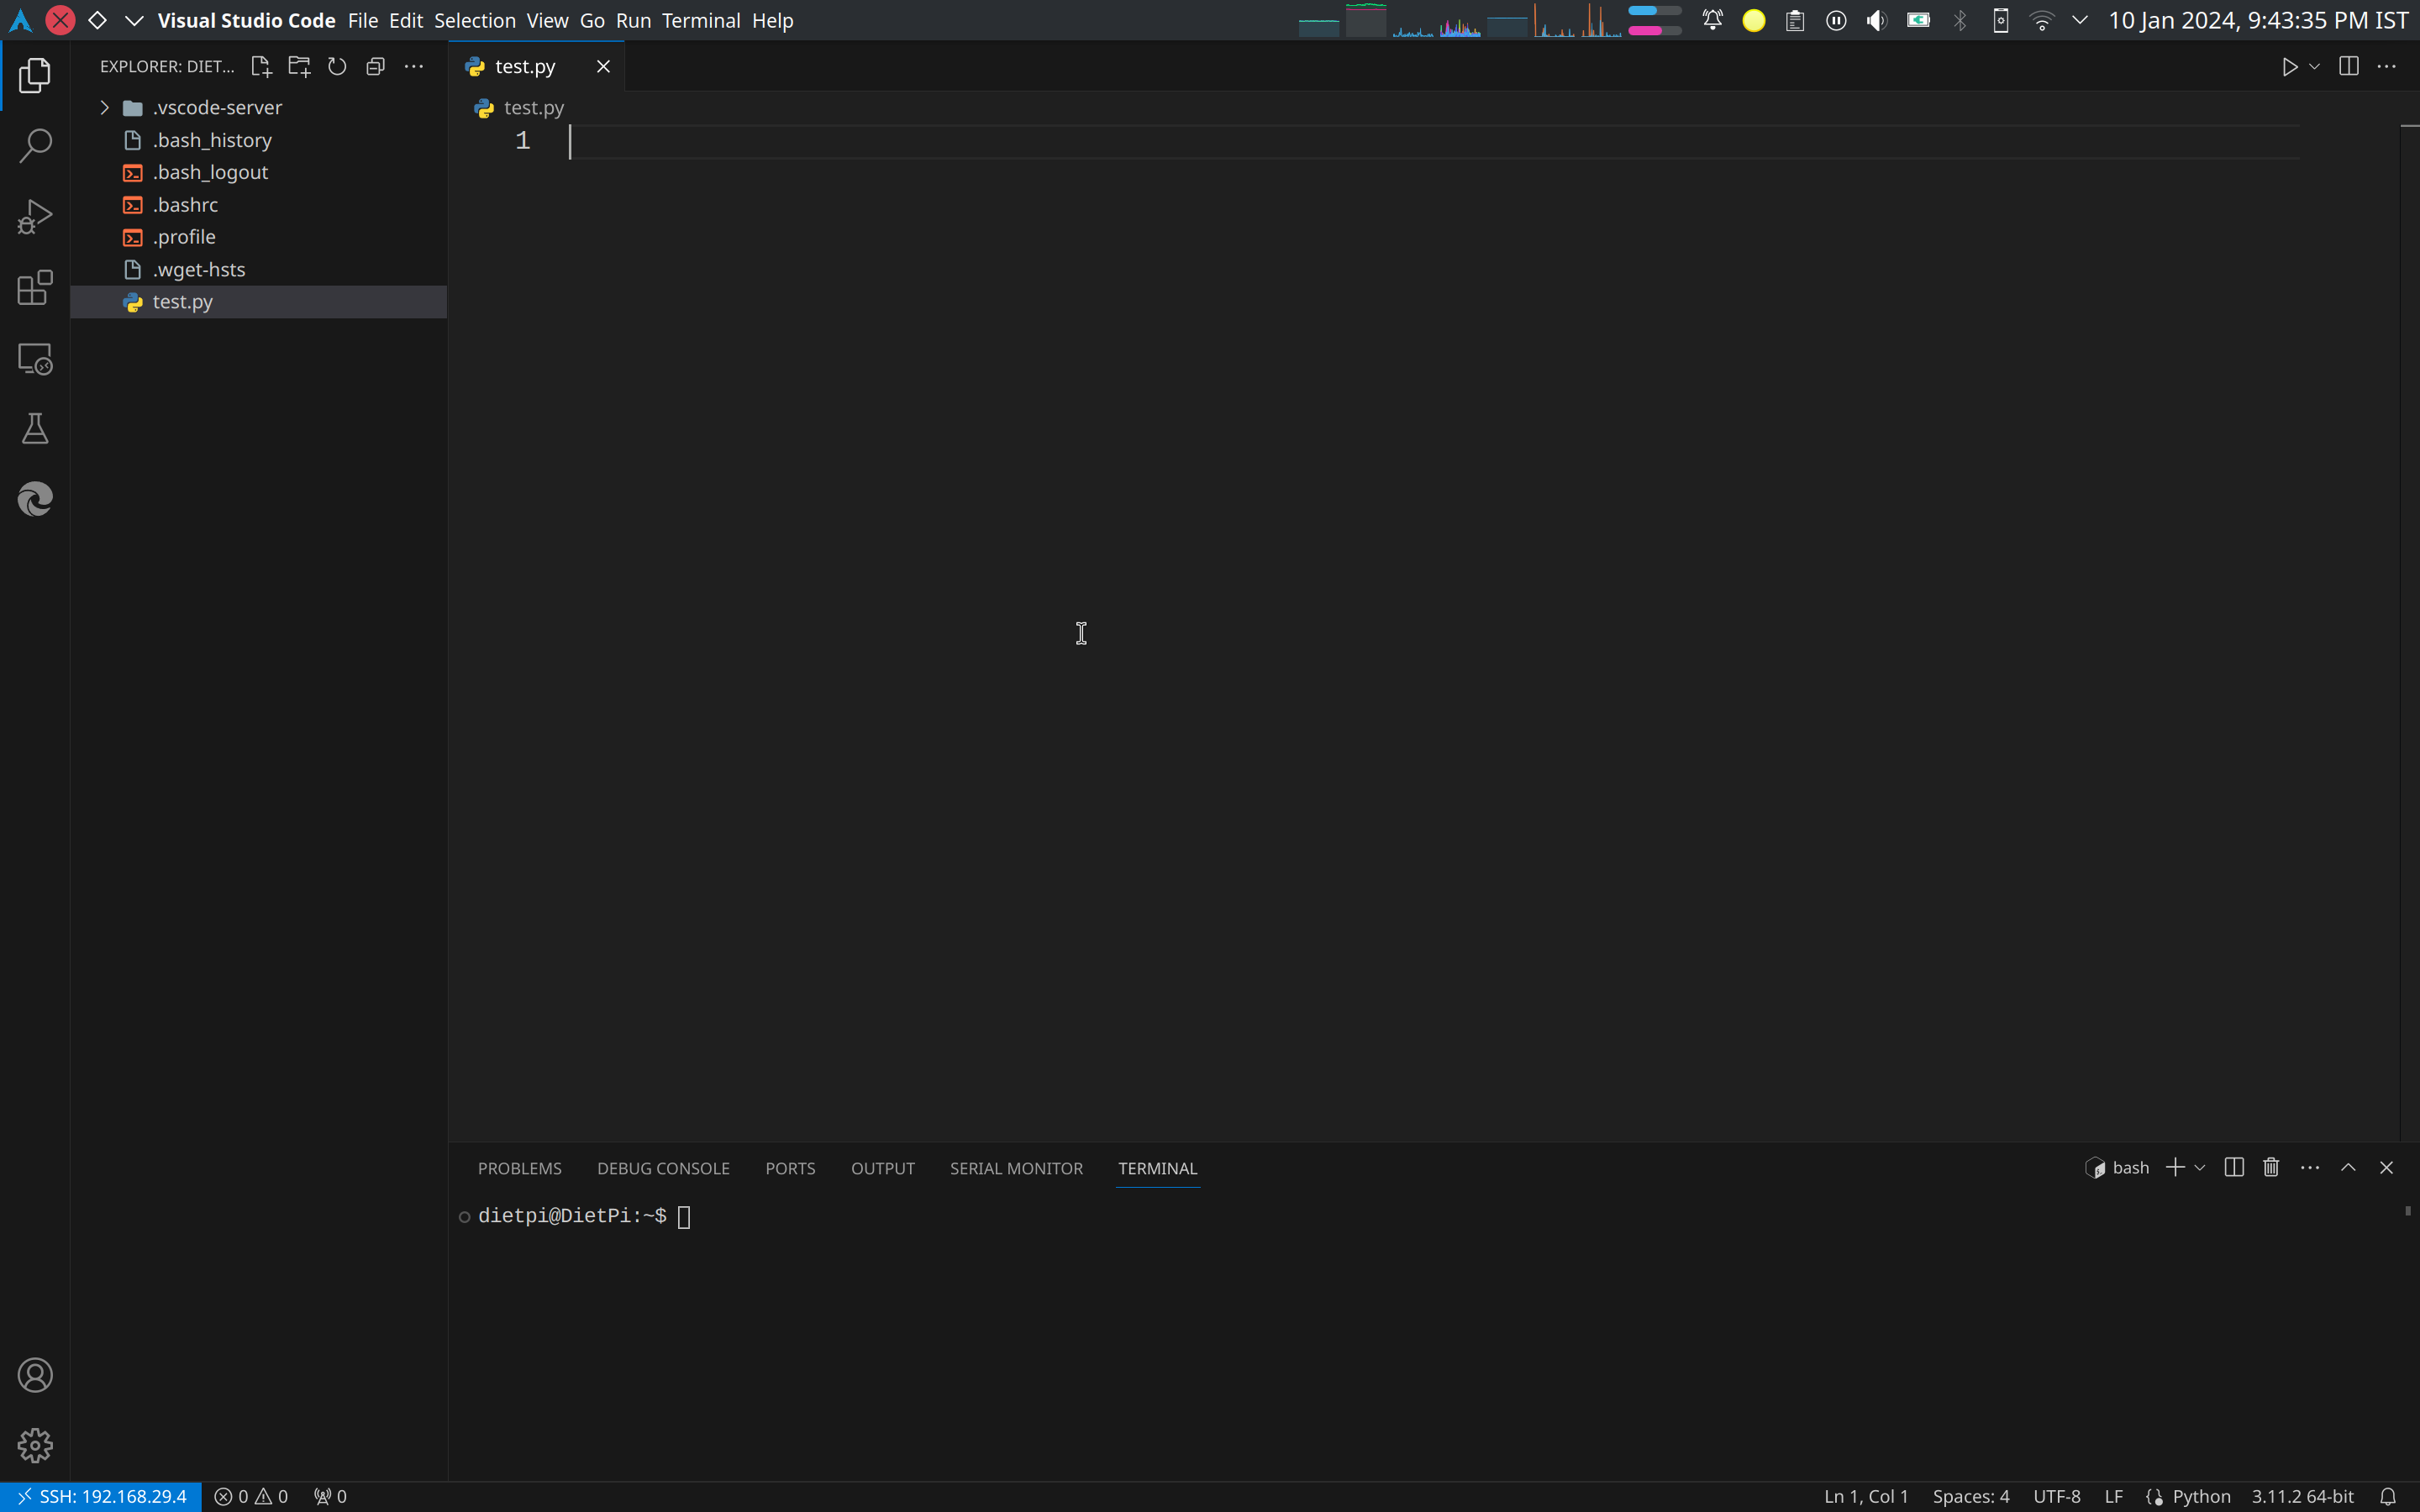 Visual Studio Code File Edit Selection View Go Run Terminal Help
10 Jan 2024, 9:43:35 PM IST
EXPLORER: DIET...
.vscode-server
.bash_history
.bash_logout
.bashrc
.profile
.wget-hsts
test.py
test.py
test.py
1
PROBLEMS DEBUG CONSOLE PORTS OUTPUT SERIAL MONITOR TERMINAL
bash
dietpi@DietPi:~$
SSH: 192.168.29.4 0 0 0
Ln 1, Col 1 Spaces: 4 UTF-8 LF Python 3.11.2 64-bit